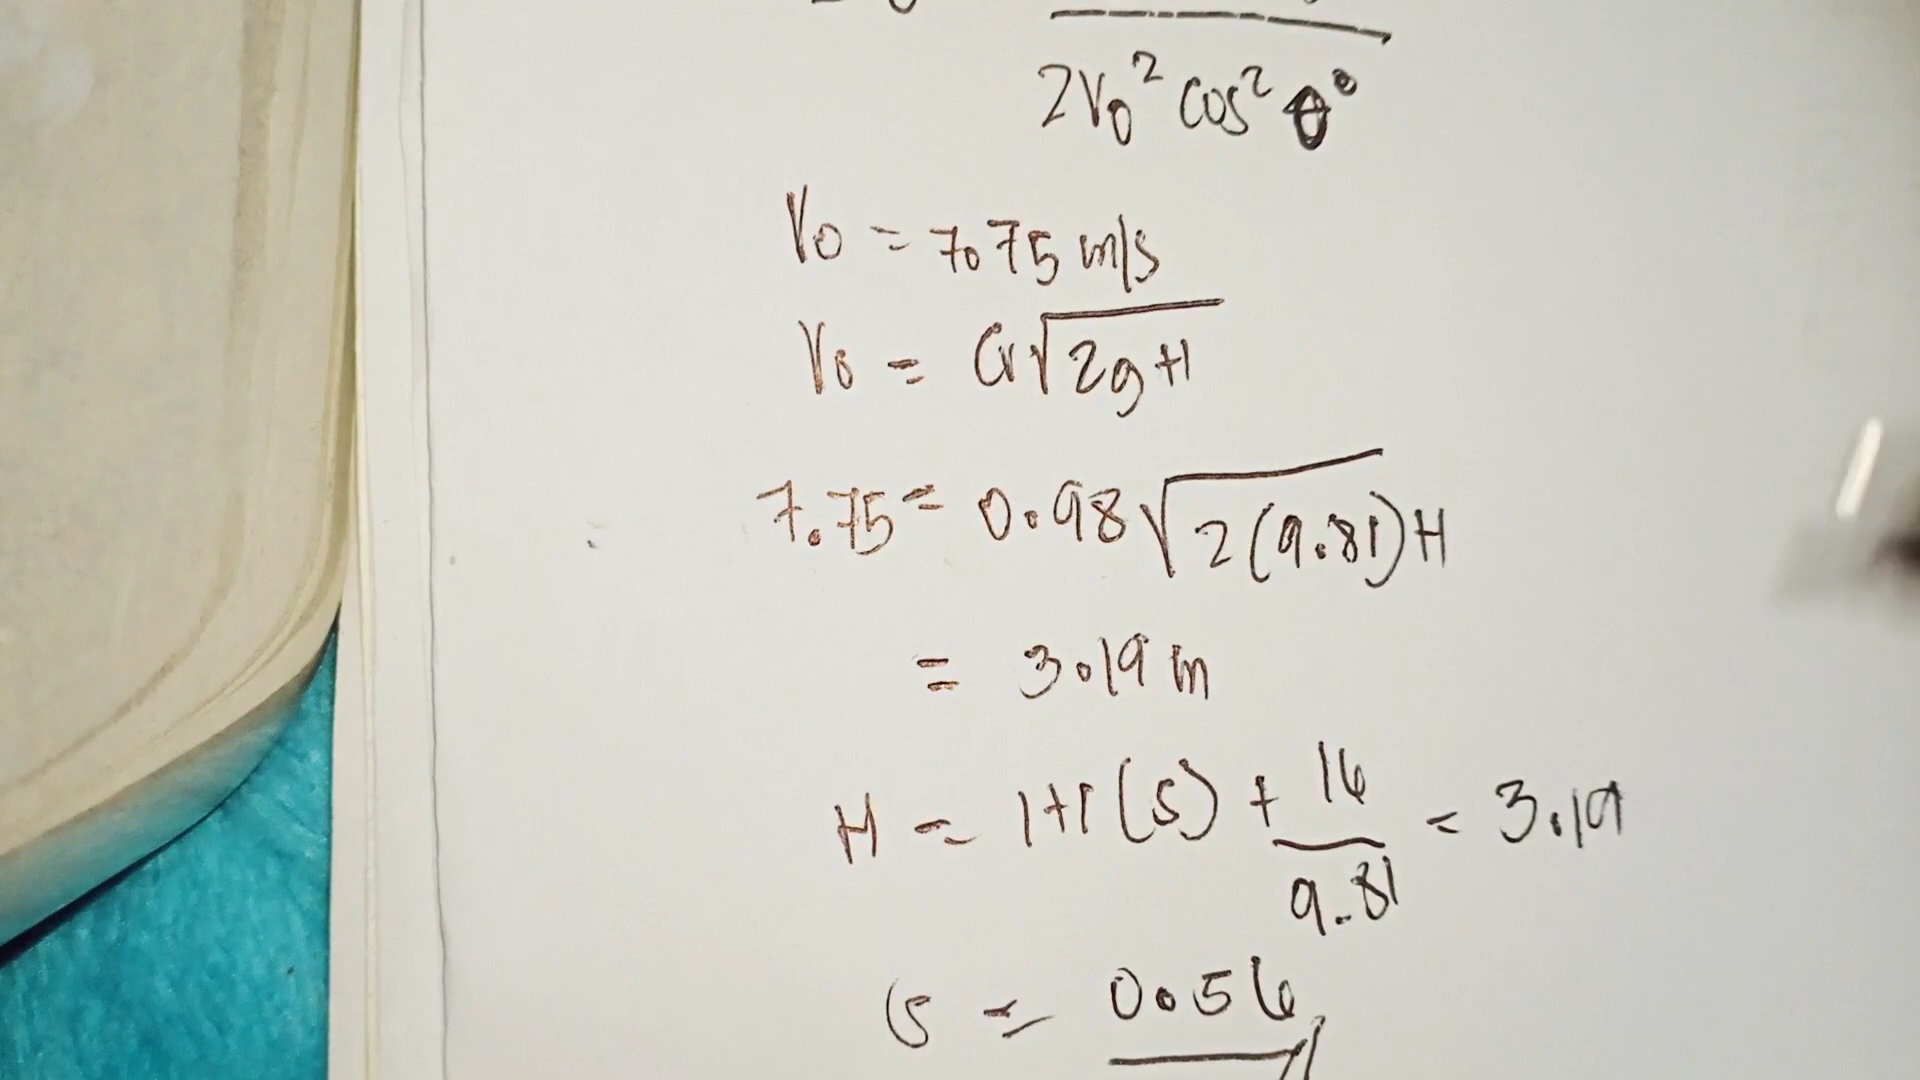 2V₀² cos² θ°
V₀ = 7.75 m/s
V₀ = Cv√2gH
7.75 = 0.98√2(9.81)H
= 3.19 m
H = 1+1(S) + 16/9.81 = 3.19
S = 0.56